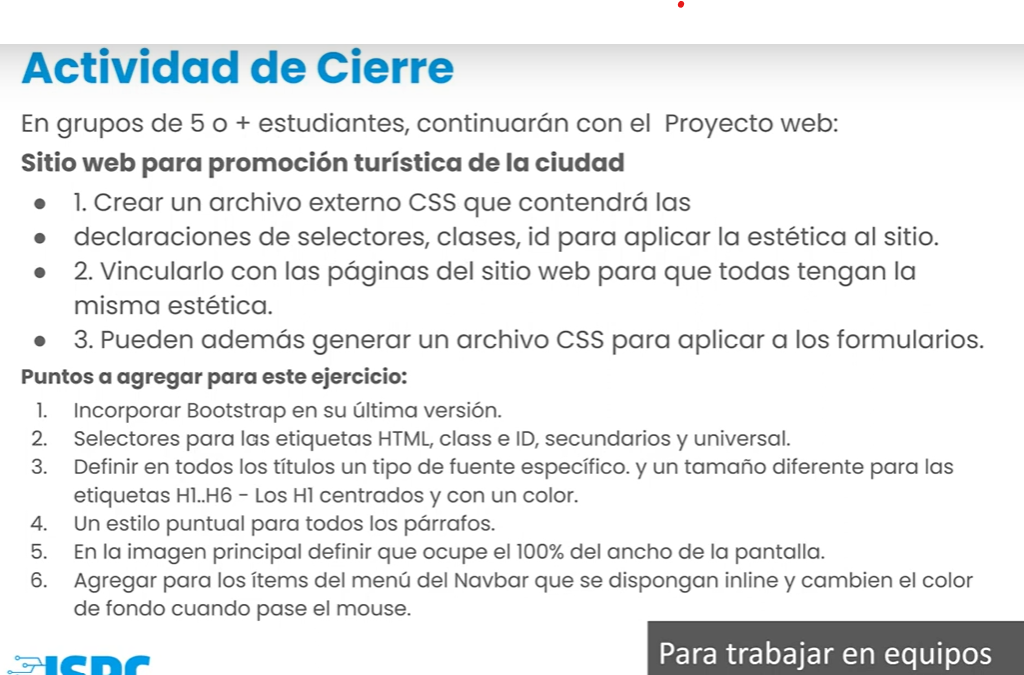 Actividad de Cierre
En grupos de 5 o + estudiantes, continuarán con el Proyecto web:
Sitio web para promoción turística de la ciudad
● 1. Crear un archivo externo CSS que contendrá las
● declaraciones de selectores, clases, id para aplicar la estética al sitio.
● 2. Vincularlo con las páginas del sitio web para que todas tengan la
misma estética.
● 3. Pueden además generar un archivo CSS para aplicar a los formularios.
Puntos a agregar para este ejercicio:
1. Incorporar Bootstrap en su última versión.
2. Selectores para las etiquetas HTML, class e ID, secundarios y universal.
3. Definir en todos los títulos un tipo de fuente específico. y un tamaño diferente para las
etiquetas H1..H6 - Los H1 centrados y con un color.
4. Un estilo puntual para todos los párrafos.
5. En la imagen principal definir que ocupe el 100% del ancho de la pantalla.
6. Agregar para los ítems del menú del Navbar que se dispongan inline y cambien el color
de fondo cuando pase el mouse.
ISPC
Para trabajar en equipos